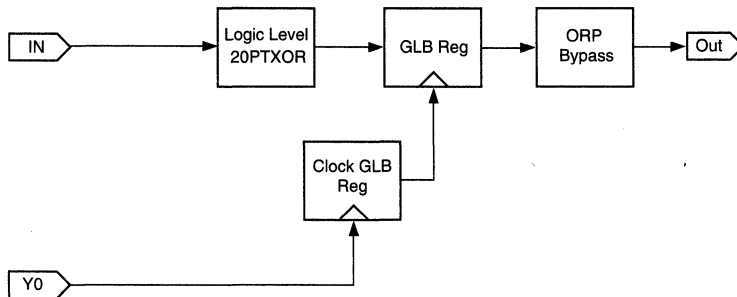 IN
Logic Level
20PTXOR
GLB Reg
ORP
Bypass
Out
Clock GLB
Reg
Y0